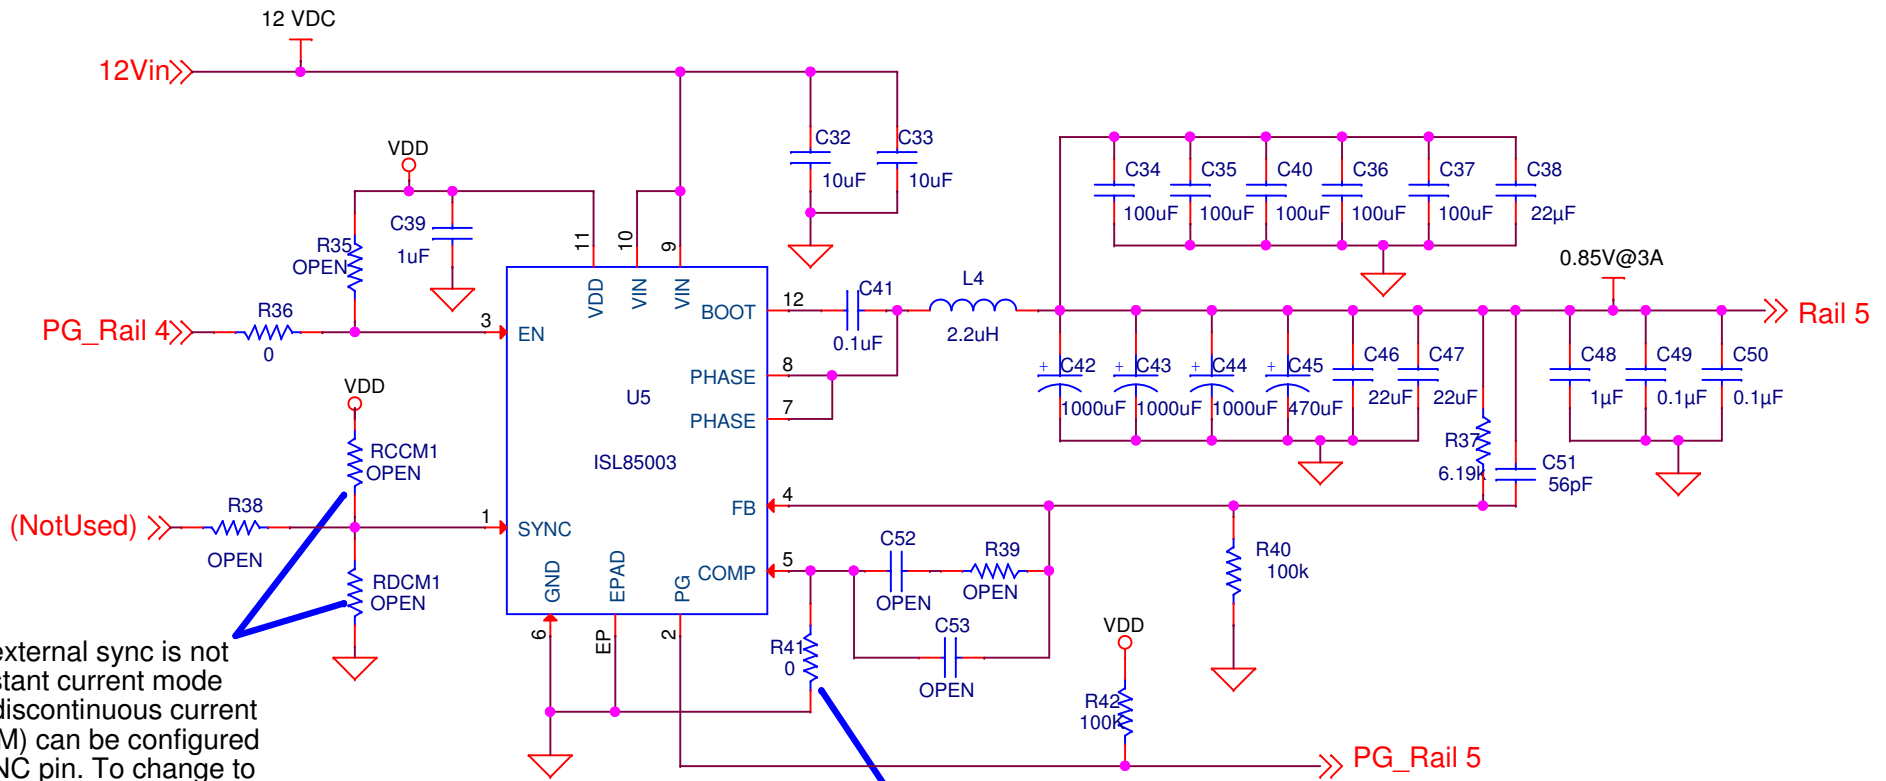 12 VDC
12Vin
VDD
C32
10uF
C33
10uF
C34
100uF
C35
100uF
C40
100uF
C36
100uF
C37
100uF
C38
22µF
R35
OPEN
C39
1uF
11
10
9
VDD
VIN
VIN
0.85V@3A
PG_Rail 4
R36
0
3
EN
BOOT
12
C41
0.1uF
L4
2.2uH
Rail 5
PHASE
8
PHASE
7
U5
ISL85003
+
C42
1000uF
+
C43
1000uF
+
C44
1000uF
+
C45
470uF
C46
22uF
C47
22uF
C48
1µF
C49
0.1µF
C50
0.1µF
R37
6.19k
C51
56pF
VDD
RCCM1
OPEN
FB
4
(NotUsed)
R38
OPEN
1
SYNC
RDCM1
OPEN
GND
EPAD
PG
COMP
5
C52
OPEN
R39
OPEN
R40
100k
C53
OPEN
6
EP
2
R41
0
VDD
R42
100K
PG_Rail 5
external sync is not
stant current mode
discontinuous current
M) can be configured
NC pin. To change to